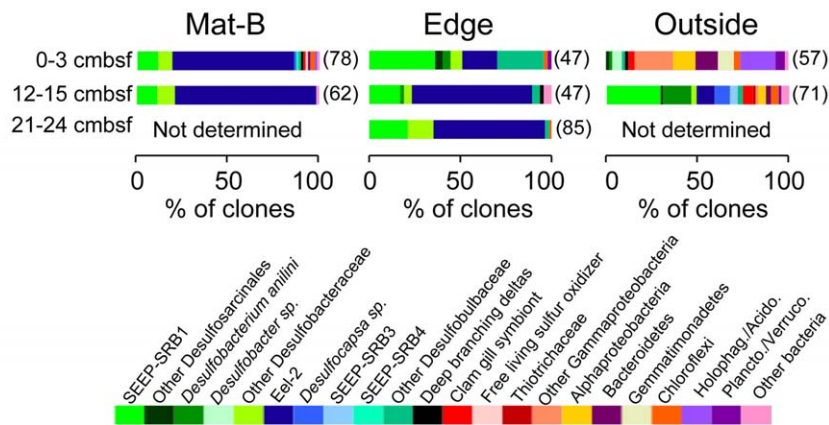 Mat-B Edge Outside
0-3 cmbsf (78) (47) (57)
12-15 cmbsf (62) (47) (71)
21-24 cmbsf Not determined (85) Not determined
0 50 100 0 50 100 0 50 100
% of clones % of clones % of clones
SEEP-SRB1
Other Desulfosarcinales
Desulfobacterium anilini
Desulfobacter sp.
Other Desulfobacteraceae
Eel-2
Desulfocapsa sp.
SEEP-SRB3
SEEP-SRB4
Other Desulfobulbaceae
Deep branching deltas
Clam gill symbiont
Free living sulfur oxidizer
Thiotrichaceae
Other Gammaproteobacteria
Alphaproteobacteria
Bacteroidetes
Gemmatimonadetes
Chloroflexi
Holophag./Acido.
Plancto./Verruco.
Other bacteria